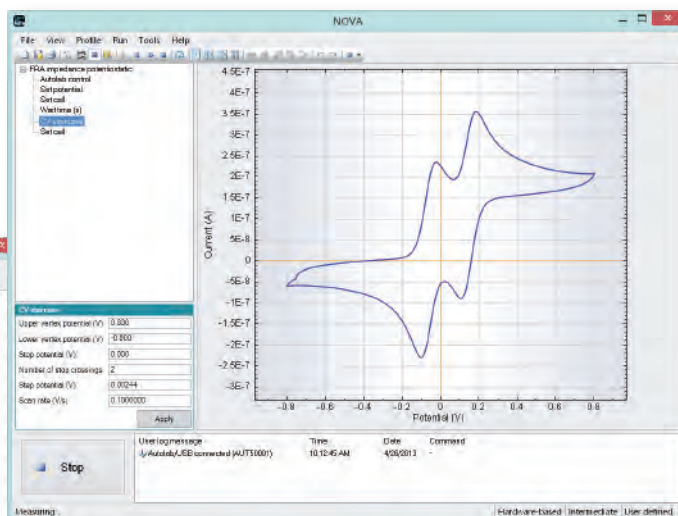 NOVA
File View Profile Run Tools Help
FRA impedance potentiostatic
Autolab control
Set potential
Set cell
Wait time (s)
CV staircase
Set cell
4.5E-7
4E-7
3.5E-7
3E-7
2.5E-7
2E-7
1.5E-7
1E-7
5E-8
0
-5E-8
-1E-7
-1.5E-7
-2E-7
-2.5E-7
-3E-7
Current (A)
-0.8 -0.6 -0.4 -0.2 0 0.2 0.4 0.6 0.8
Potential (V)
CV staircase
Upper vertex potential (V) 0.800
Lower vertex potential (V) -0.800
Stop potential (V) 0.000
Number of stop crossings 2
Step potential (V) 0.00244
Scan rate (V/s) 0.1000000
Apply
Stop
User log message Time Date Command
Autolab/USB connected (AUT50001) 10:12:45 AM 4/26/2013 -
Measuring... Hardware-based Intermediate User defined